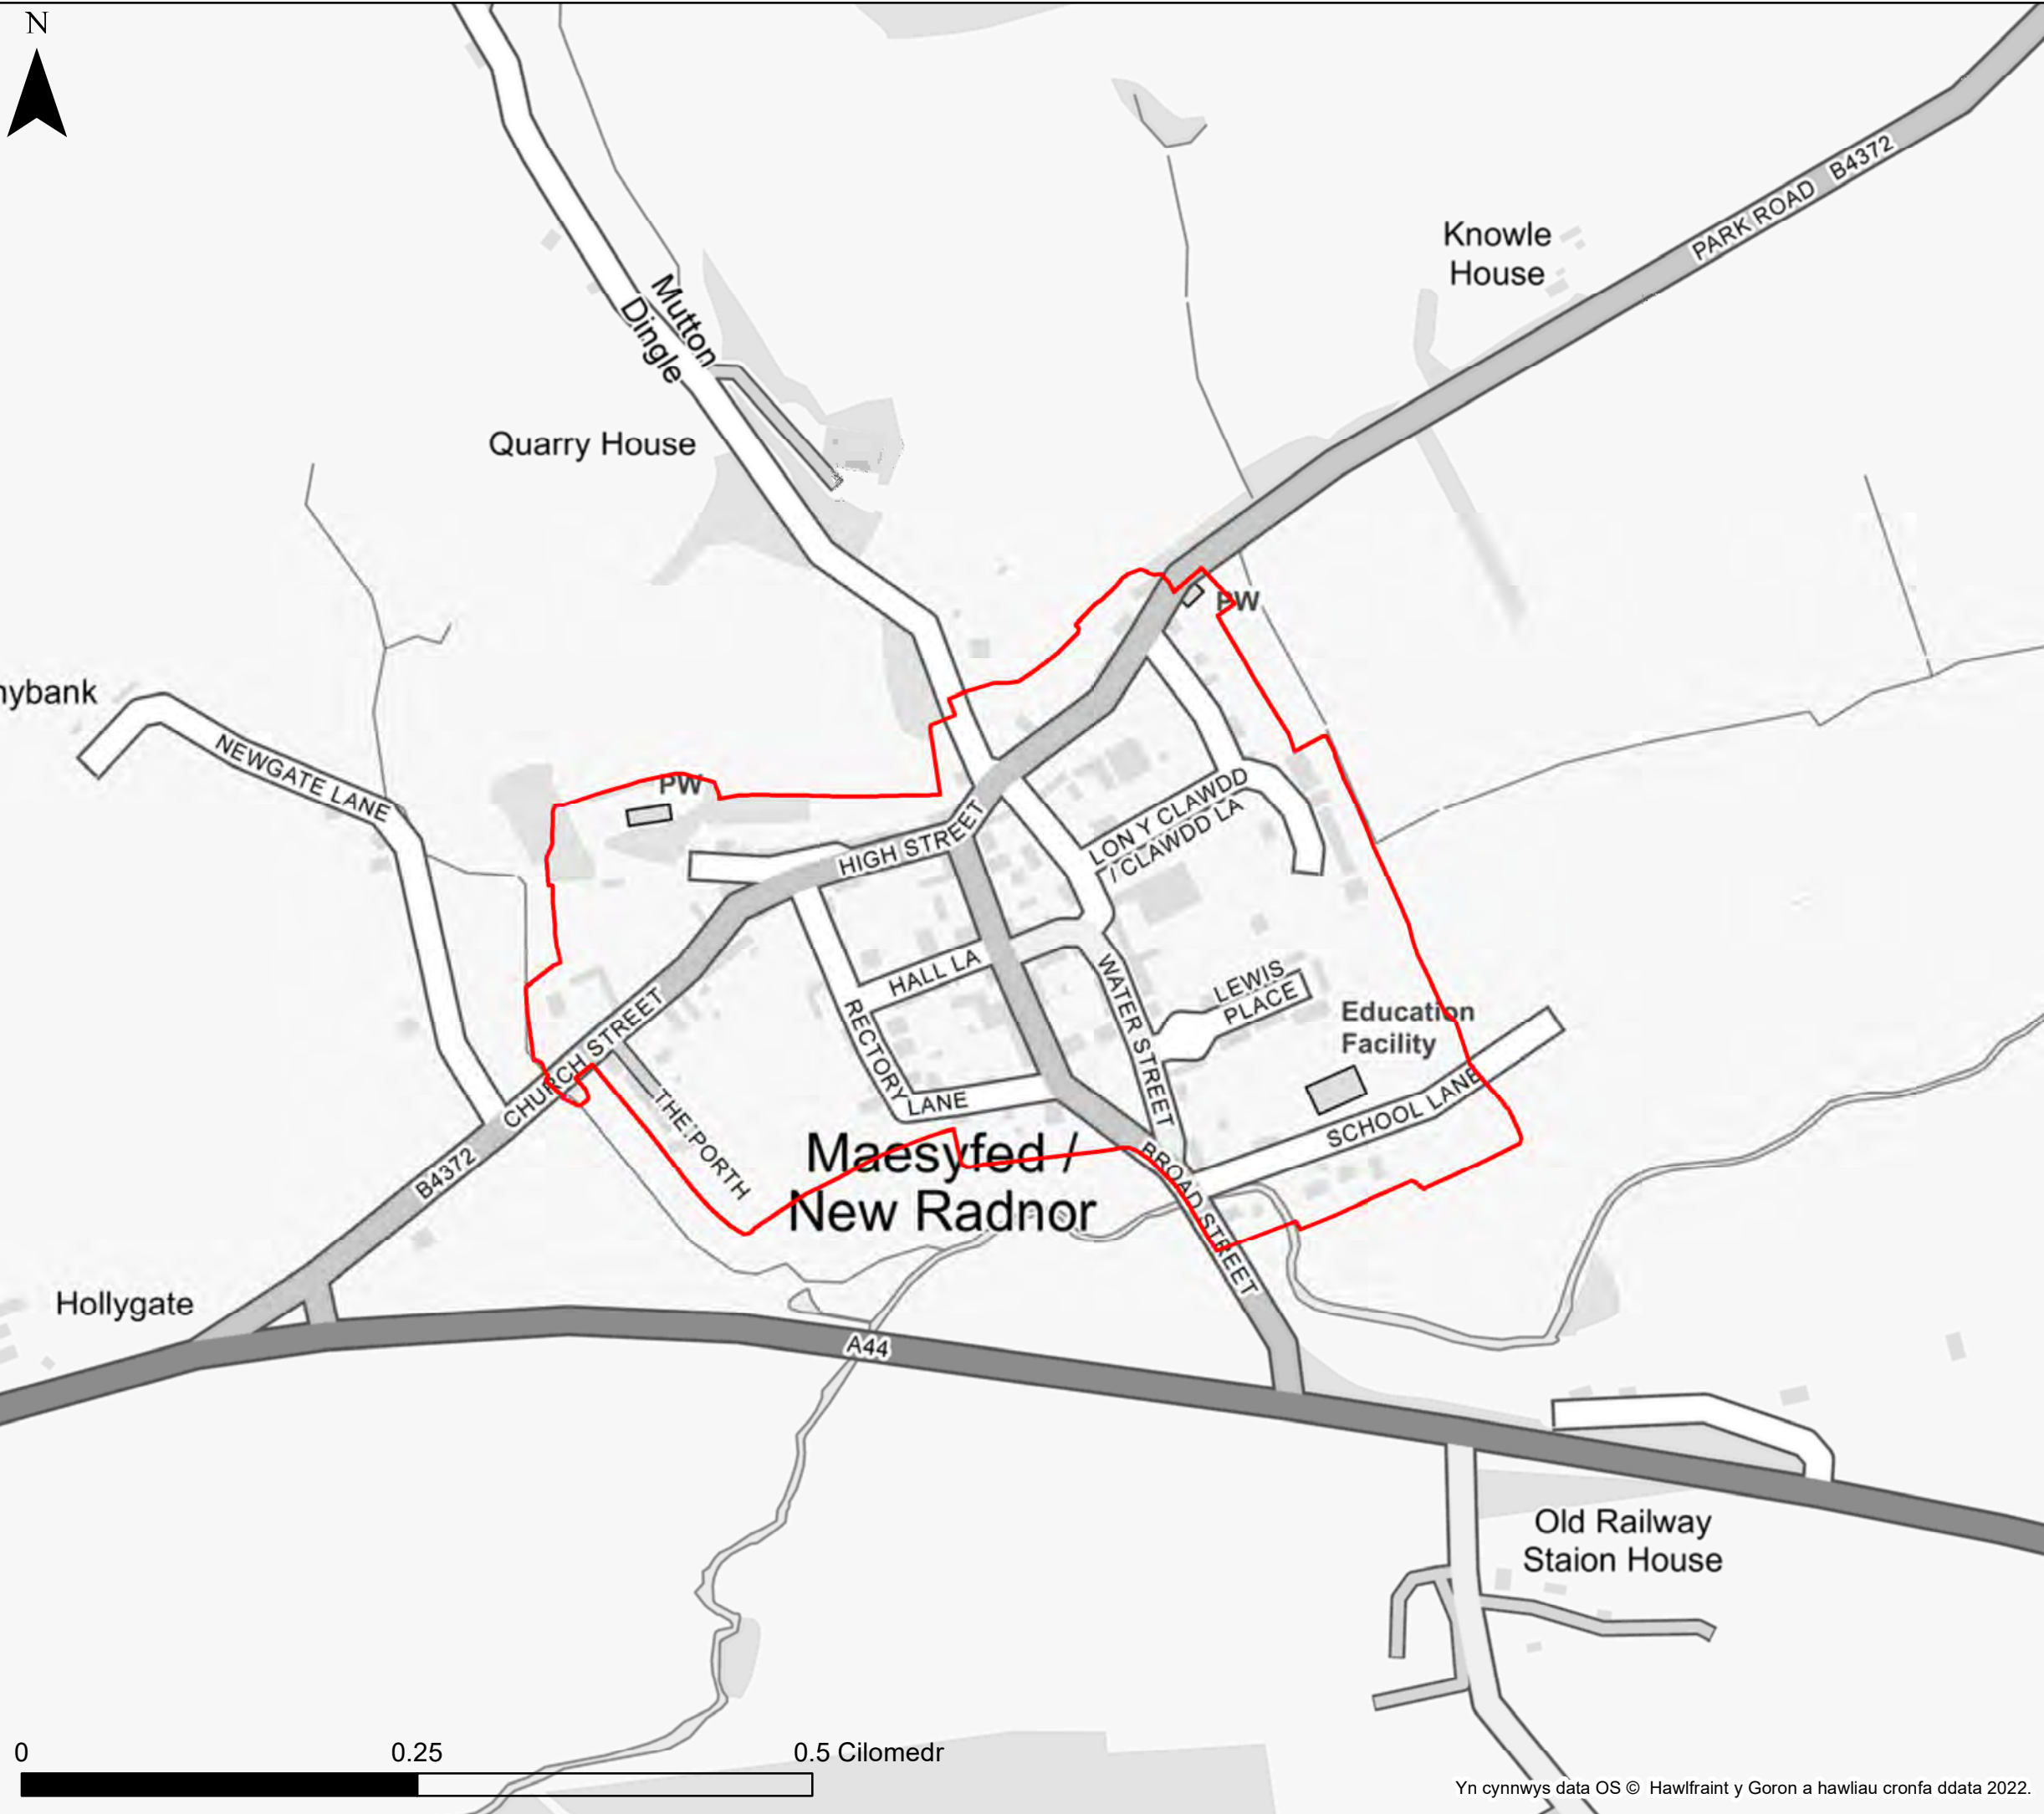 N
PARK ROAD B4372
Knowle
House
Mutton
Dingle
Quarry House
PW
nybank
NEWGATE LANE
PW
HIGH STREET
LON Y CLAWDD
/ CLAWDD LA
HALL LA
WATER STREET
LEWIS
PLACE
Education
Facility
RECTORY
LANE
CHURCH STREET
THE PORTH
SCHOOL LANE
Maesyfed /
New Radnor
BROAD STREET
B4372
Hollygate
A44
Old Railway
Staion House
0 0.25 0.5 Cilomedr
Yn cynnwys data OS © Hawlfraint y Goron a hawliau cronfa ddata 2022.